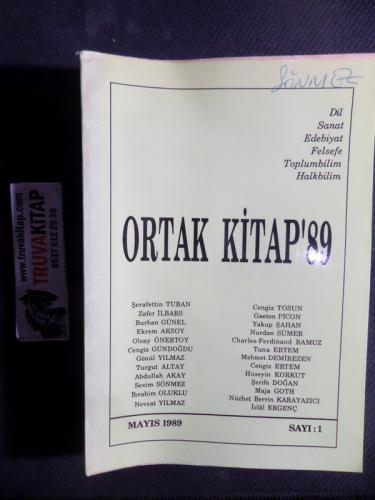 SÖNMEZ
Dil
Sanat
Edebiyat
Felsefe
Toplumbilim
Halkbilim
ORTAK KİTAP'89
Şerafettin TURAN
Zafer İLBARS
Burhan GÜNEL
Ekrem AKSOY
Olcay ÖNERTOY
Cengiz GÜNDOĞDU
Gönül YILMAZ
Turgut ALTAY
Abdullah AKAY
Sevim SÖNMEZ
İbrahim OLUKLU
Nevzat YILMAZ
Cengiz TOSUN
Gaeton PICON
Yakup ŞAHAN
Nurdan SÜMER
Charles-Ferdinand RAMUZ
Tuna ERTEM
Mehmet DEMİREZEN
Cengiz ERTEM
Hüseyin KORKUT
Şerife DOĞAN
Maja GOTH
Nüzhet Berrin KARAYAZICI
İclâl ERGENÇ
MAYIS 1989
SAYI : 1
www.truvakitap.com
TRUVAKİTAP
0537 612 29 30